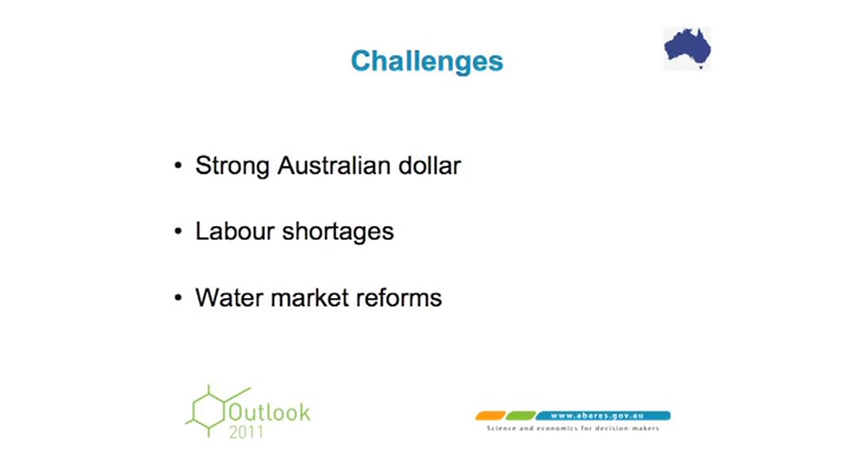 Challenges
• Strong Australian dollar
• Labour shortages
• Water market reforms
Outlook
2011
www.abares.gov.au
Science and economics for decision-makers